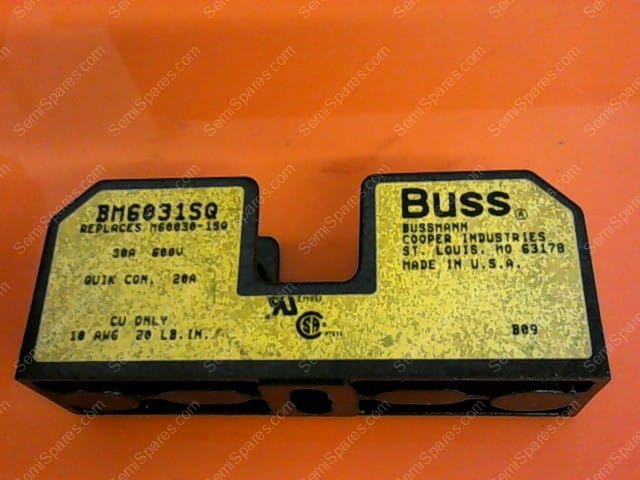 BM6031SQ
REPLACES M60030-1SQ
30A 600V
QUIK CON. 20A
CU ONLY
10 AWG 20 LB.IN.
Buss®
BUSSMANN
COOPER INDUSTRIES
ST. LOUIS, MO 63178
MADE IN U.S.A.
B09
SemiSpares.com